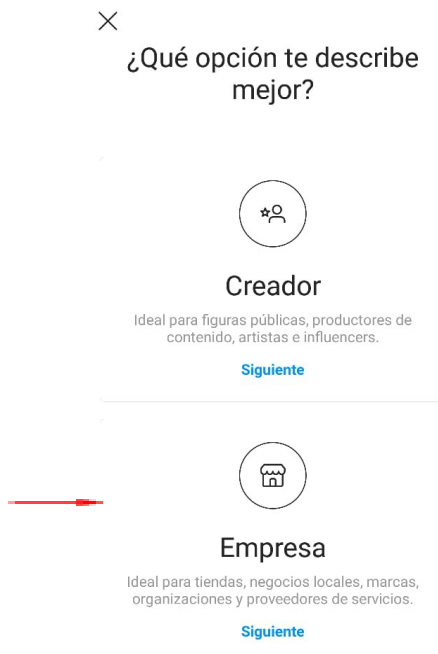 ¿Qué opción te describe
mejor?
Creador
Ideal para figuras públicas, productores de
contenido, artistas e influencers.
Siguiente
Empresa
Ideal para tiendas, negocios locales, marcas,
organizaciones y proveedores de servicios.
Siguiente